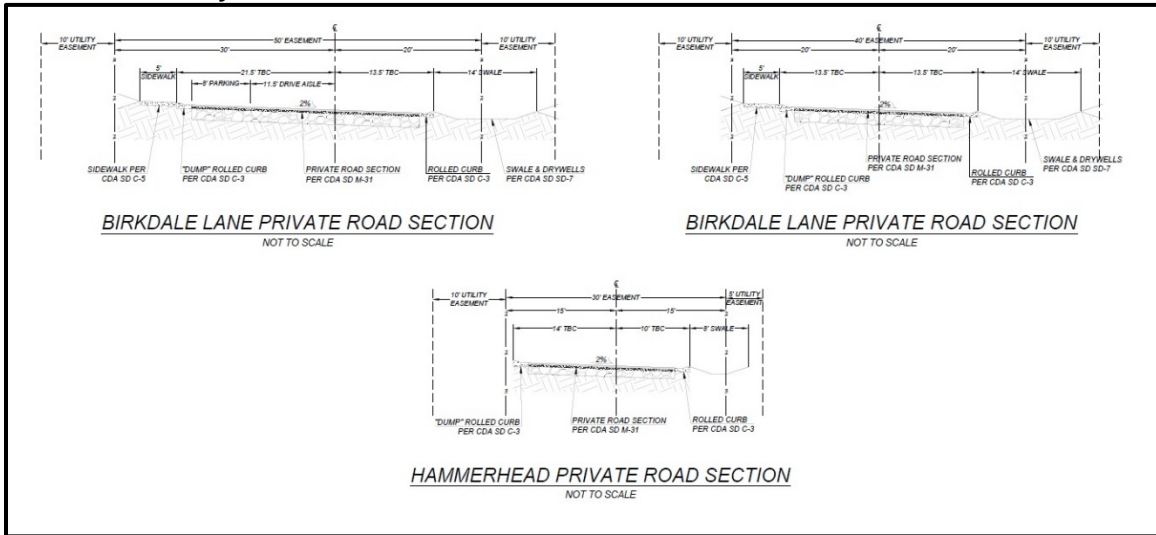 ℄
10' UTILITY
EASEMENT
50' EASEMENT
10' UTILITY
EASEMENT
30'
20'
5'
SIDEWALK
21.5' TBC
13.5' TBC
14' SWALE
8' PARKING
11.5' DRIVE AISLE
2%
SIDEWALK PER
CDA SD C-5
"DUMP" ROLLED CURB
PER CDA SD C-3
PRIVATE ROAD SECTION
PER CDA SD M-31
ROLLED CURB
PER CDA SD C-3
SWALE & DRYWELLS
PER CDA SD SD-7
BIRKDALE LANE PRIVATE ROAD SECTION
NOT TO SCALE
℄
10' UTILITY
EASEMENT
40' EASEMENT
10' UTILITY
EASEMENT
20'
20'
5'
SIDEWALK
13.5' TBC
13.5' TBC
14' SWALE
2%
SIDEWALK PER
CDA SD C-5
"DUMP" ROLLED CURB
PER CDA SD C-3
PRIVATE ROAD SECTION
PER CDA SD M-31
ROLLED CURB
PER CDA SD C-3
SWALE & DRYWELLS
PER CDA SD SD-7
BIRKDALE LANE PRIVATE ROAD SECTION
NOT TO SCALE
℄
10' UTILITY
EASEMENT
30' EASEMENT
5' UTILITY
EASEMENT
15'
15'
14' TBC
10' TBC
8' SWALE
2%
"DUMP" ROLLED CURB
PER CDA SD C-3
PRIVATE ROAD SECTION
PER CDA SD M-31
ROLLED CURB
PER CDA SD C-3
HAMMERHEAD PRIVATE ROAD SECTION
NOT TO SCALE